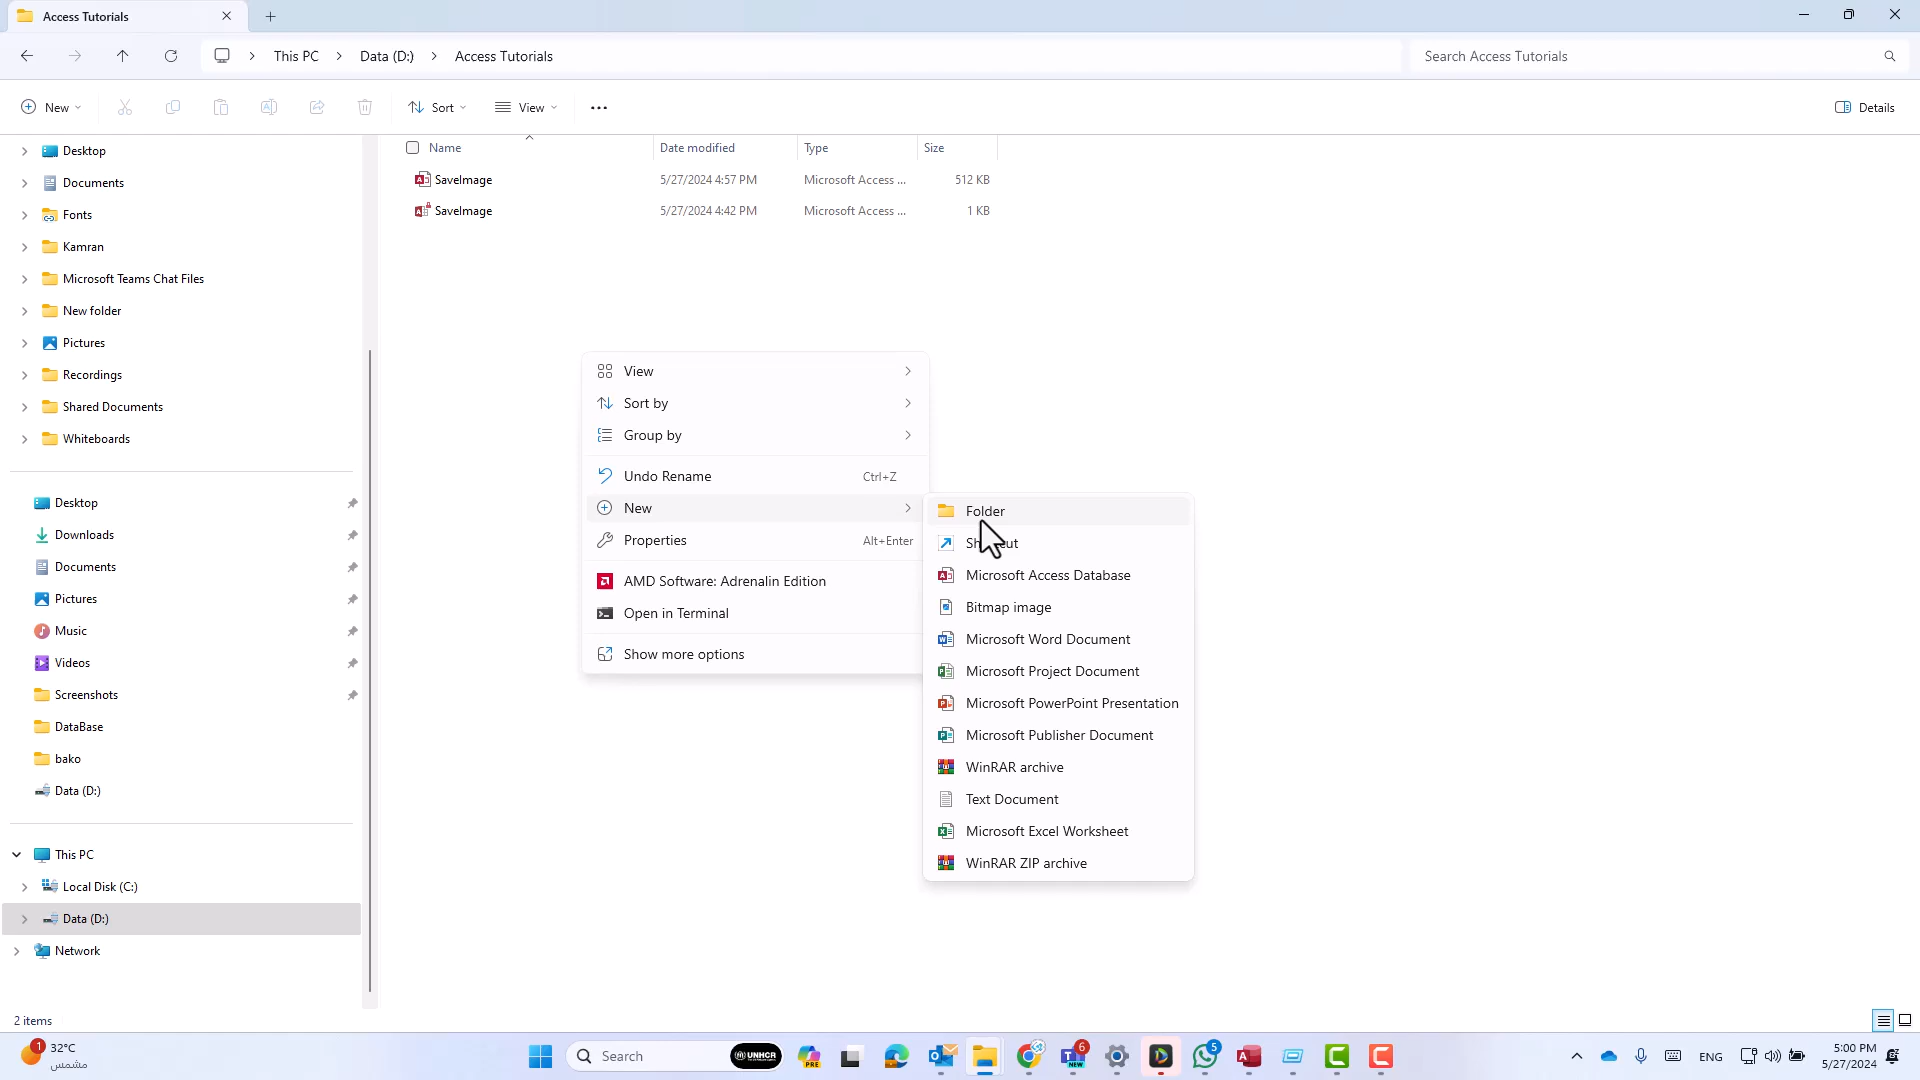 Access Tutorials
This PC
Data (D:)
Access Tutorials
Search Access Tutorials
New
Sort
View
Details
Desktop
Documents
Fonts
Kamran
Microsoft Teams Chat Files
New folder
Pictures
Recordings
Shared Documents
Whiteboards
Desktop
Downloads
Documents
Pictures
Music
Videos
Screenshots
DataBase
bako
Data (D:)
This PC
Local Disk (C:)
Data (D:)
Network
Name Date modified Type Size
SaveImage 5/27/2024 4:57 PM Microsoft Access ... 512 KB
SaveImage 5/27/2024 4:42 PM Microsoft Access ... 1 KB
View
Sort by
Group by
Undo Rename Ctrl+Z
New
Properties Alt+Enter
AMD Software: Adrenalin Edition
Open in Terminal
Show more options
Folder
Microsoft Access Database
Bitmap image
Microsoft Word Document
Microsoft Project Document
Microsoft PowerPoint Presentation
Microsoft Publisher Document
WinRAR archive
Text Document
Microsoft Excel Worksheet
WinRAR ZIP archive
2 items
1
32°C
مشمس
Search
UNHCR
PRE
6
NEW
5
ENG
5:00 PM
5/27/2024